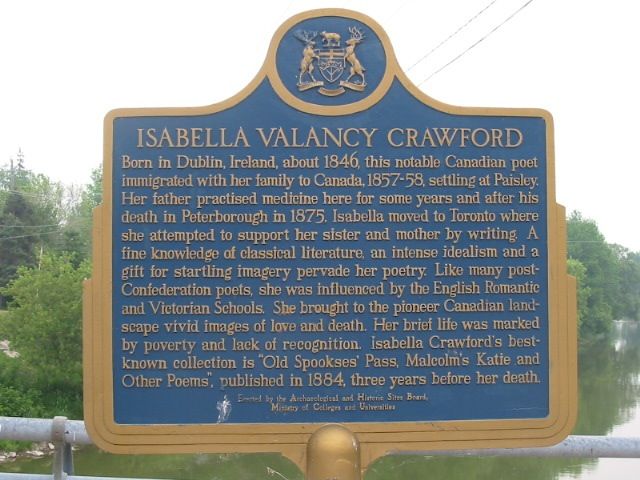 ISABELLA VALANCY CRAWFORD
Born in Dublin, Ireland, about 1846, this notable Canadian poet
immigrated with her family to Canada, 1857-58, settling at Paisley.
Her father practised medicine here for some years and after his
death in Peterborough in 1875, Isabella moved to Toronto where
she attempted to support her sister and mother by writing. A
fine knowledge of classical literature, an intense idealism and a
gift for startling imagery pervade her poetry. Like many post-
Confederation poets, she was influenced by the English Romantic
and Victorian Schools. She brought to the pioneer Canadian land-
scape vivid images of love and death. Her brief life was marked
by poverty and lack of recognition. Isabella Crawford's best-
known collection is "Old Spookses' Pass, Malcolm's Katie and
Other Poems", published in 1884, three years before her death.
Erected by the Archaeological and Historic Sites Board,
Ministry of Colleges and Universities